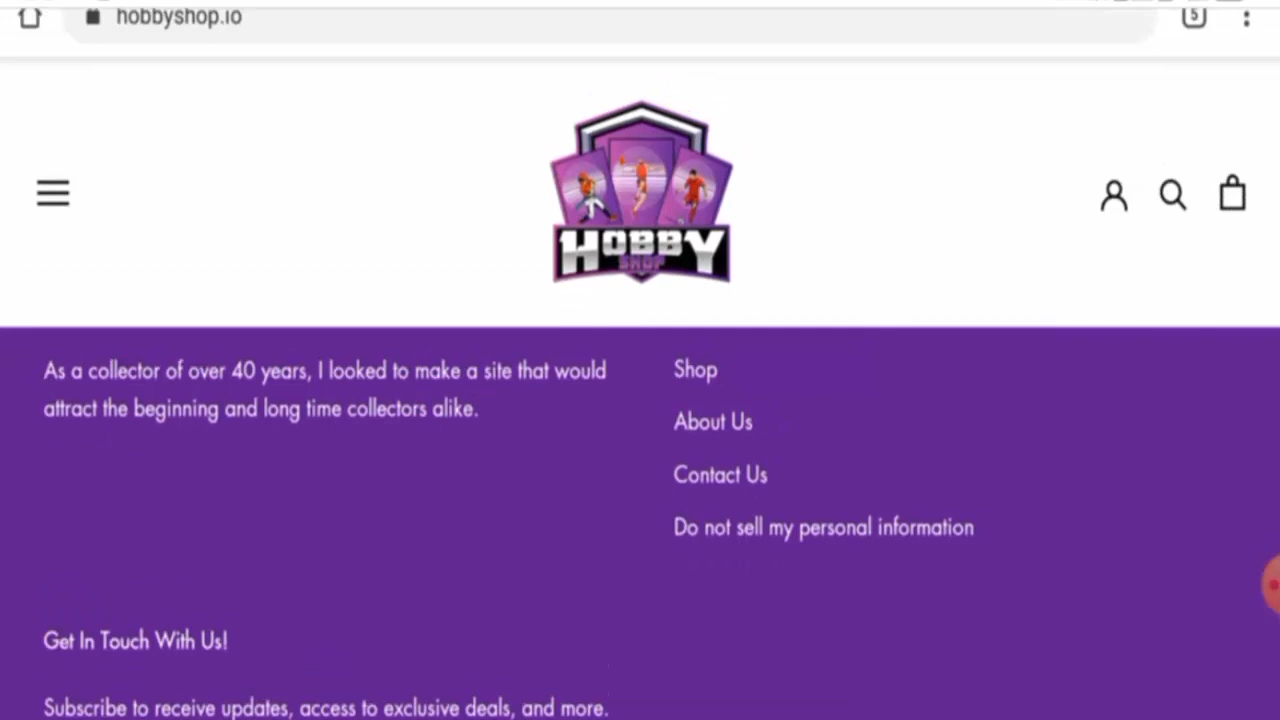 hobbyshop.io
5
HOBBY
SHOP
As a collector of over 40 years, I looked to make a site that would
attract the beginning and long time collectors alike.
Shop
About Us
Contact Us
Do not sell my personal information
Get In Touch With Us!
Subscribe to receive updates, access to exclusive deals, and more.